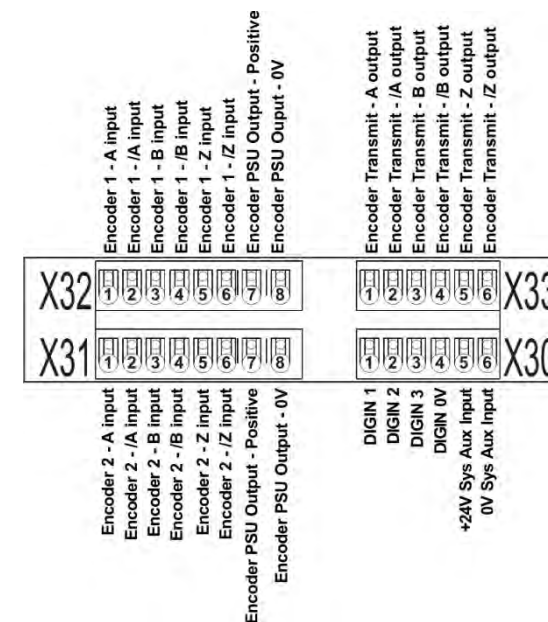 Encoder 1 - A input
Encoder 1 - /A input
Encoder 1 - B input
Encoder 1 - /B input
Encoder 1 - Z input
Encoder 1 - /Z input
Encoder PSU Output - Positive
Encoder PSU Ouput - 0V
Encoder Transmit - A output
Encoder Transmit - /A output
Encoder Transmit - B output
Encoder Transmit - /B output
Encoder Transmit - Z output
Encoder Transmit - /Z output
X32 1 2 3 4 5 6 7 8
1 2 3 4 5 6 X33
X31 1 2 3 4 5 6 7 8
1 2 3 4 5 6 X30
Encoder 2 - A input
Encoder 2 - /A input
Encoder 2 - B input
Encoder 2 - /B input
Encoder 2 - Z input
Encoder 2 - /Z input
Encoder PSU Output - Positive
Encoder PSU Output - 0V
DIGIN 1
DIGIN 2
DIGIN 3
DIGIN 0V
+24V Sys Aux Input
0V Sys Aux Input